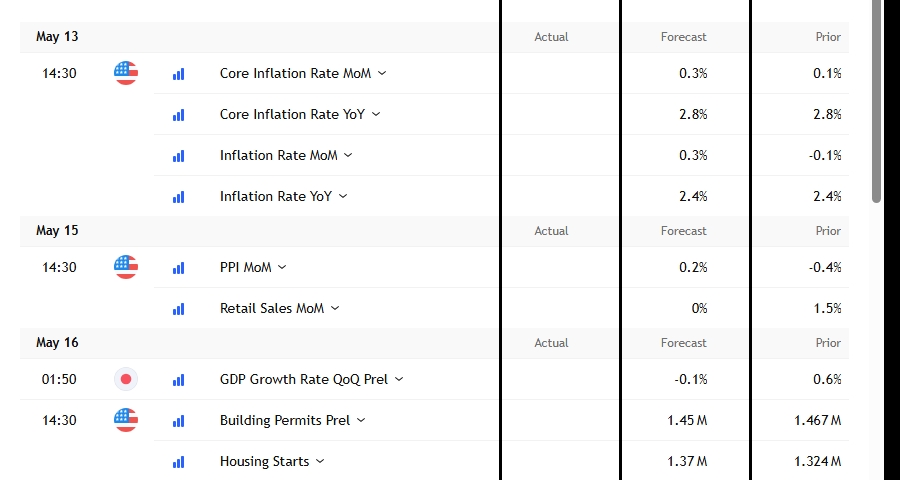 May 13 Actual Forecast Prior
14:30 Core Inflation Rate MoM 0.3% 0.1%
Core Inflation Rate YoY 2.8% 2.8%
Inflation Rate MoM 0.3% -0.1%
Inflation Rate YoY 2.4% 2.4%
May 15 Actual Forecast Prior
14:30 PPI MoM 0.2% -0.4%
Retail Sales MoM 0% 1.5%
May 16 Actual Forecast Prior
01:50 GDP Growth Rate QoQ Prel -0.1% 0.6%
14:30 Building Permits Prel 1.45 M 1.467 M
Housing Starts 1.37 M 1.324 M